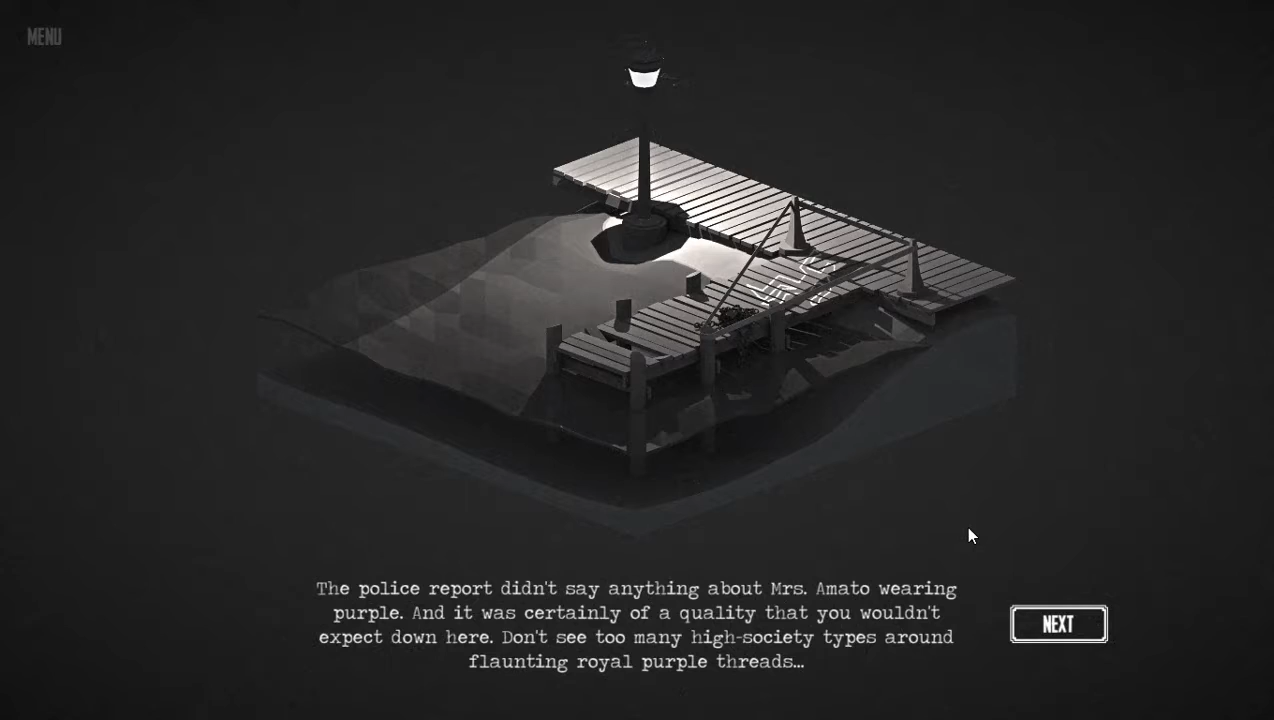 MENU
The police report didn't say anything about Mrs. Amato wearing
purple. And it was certainly of a quality that you wouldn't
expect down here. Don't see too many high-society types around
flaunting royal purple threads…
NEXT